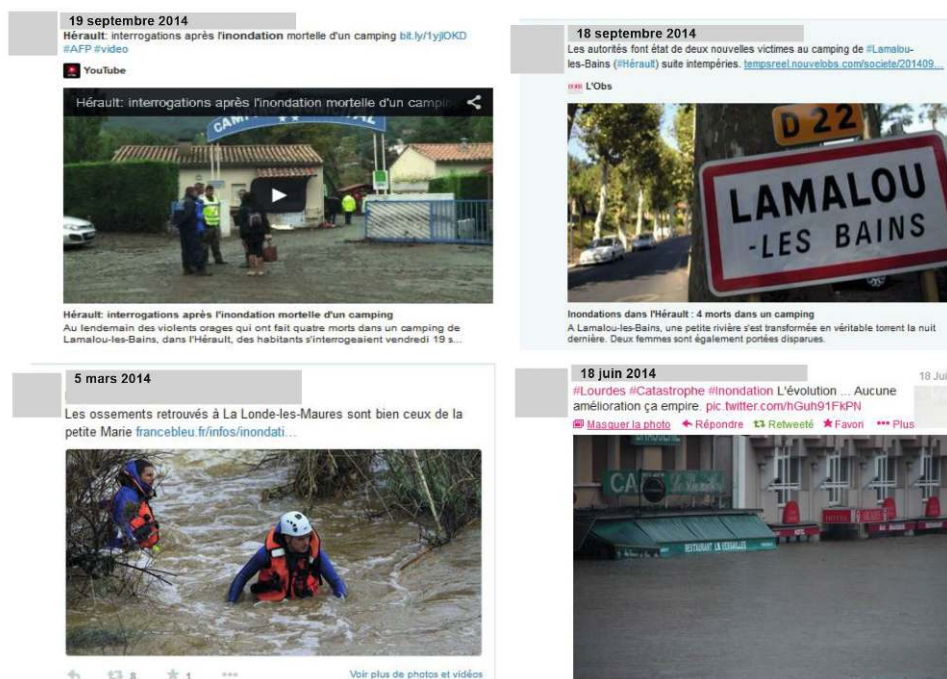 19 septembre 2014
Hérault: interrogations après l'inondation mortelle d'un camping bit.ly/1yjlOKD
#AFP #video
YouTube
Hérault: interrogations après l'inondation mortelle d'un campin
CAM
Hérault: interrogations après l'inondation mortelle d'un camping
Au lendemain des violents orages qui ont fait quatre morts dans un camping de
Lamalou-les-Bains, dans l'Hérault, des habitants s'interrogeaient vendredi 19 s...
18 septembre 2014
Les autorités font état de deux nouvelles victimes au camping de #Lamalou-
les-Bains (#Hérault) suite intempéries. tempsreel.nouvelobs.com/societe/201409...
L'Obs
D 22
LAMALOU
-LES BAINS
Inondations dans l'Hérault : 4 morts dans un camping
A Lamalou-les-Bains, une petite rivière s'est transformée en véritable torrent la nuit
dernière. Deux femmes sont également portées disparues.
5 mars 2014
Les ossements retrouvés à La Londe-les-Maures sont bien ceux de la
petite Marie francebleu.fr/infos/inondati...
8 1
Voir plus de photos et vidéos
18 juin 2014
18 Jui
#Lourdes #Catastrophe #Inondation L'évolution ... Aucune
amélioration ça empire. pic.twitter.com/hGuh91FkPN
Masquer la photo Répondre Retweeté Favori Plus
CA
RESTAURANT LE VERSAILLES
HOTEL